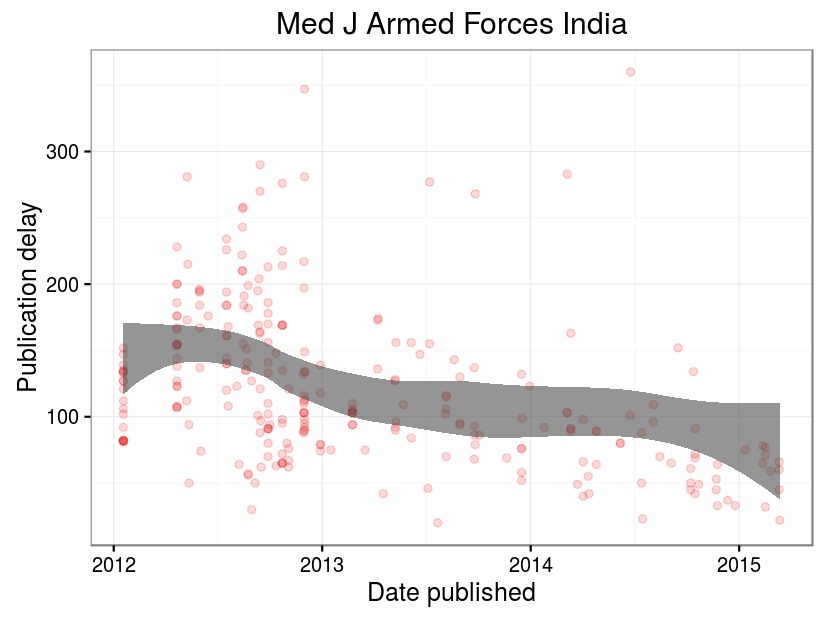 Med J Armed Forces India
Publication delay
300
200
100
2012 2013 2014 2015
Date published